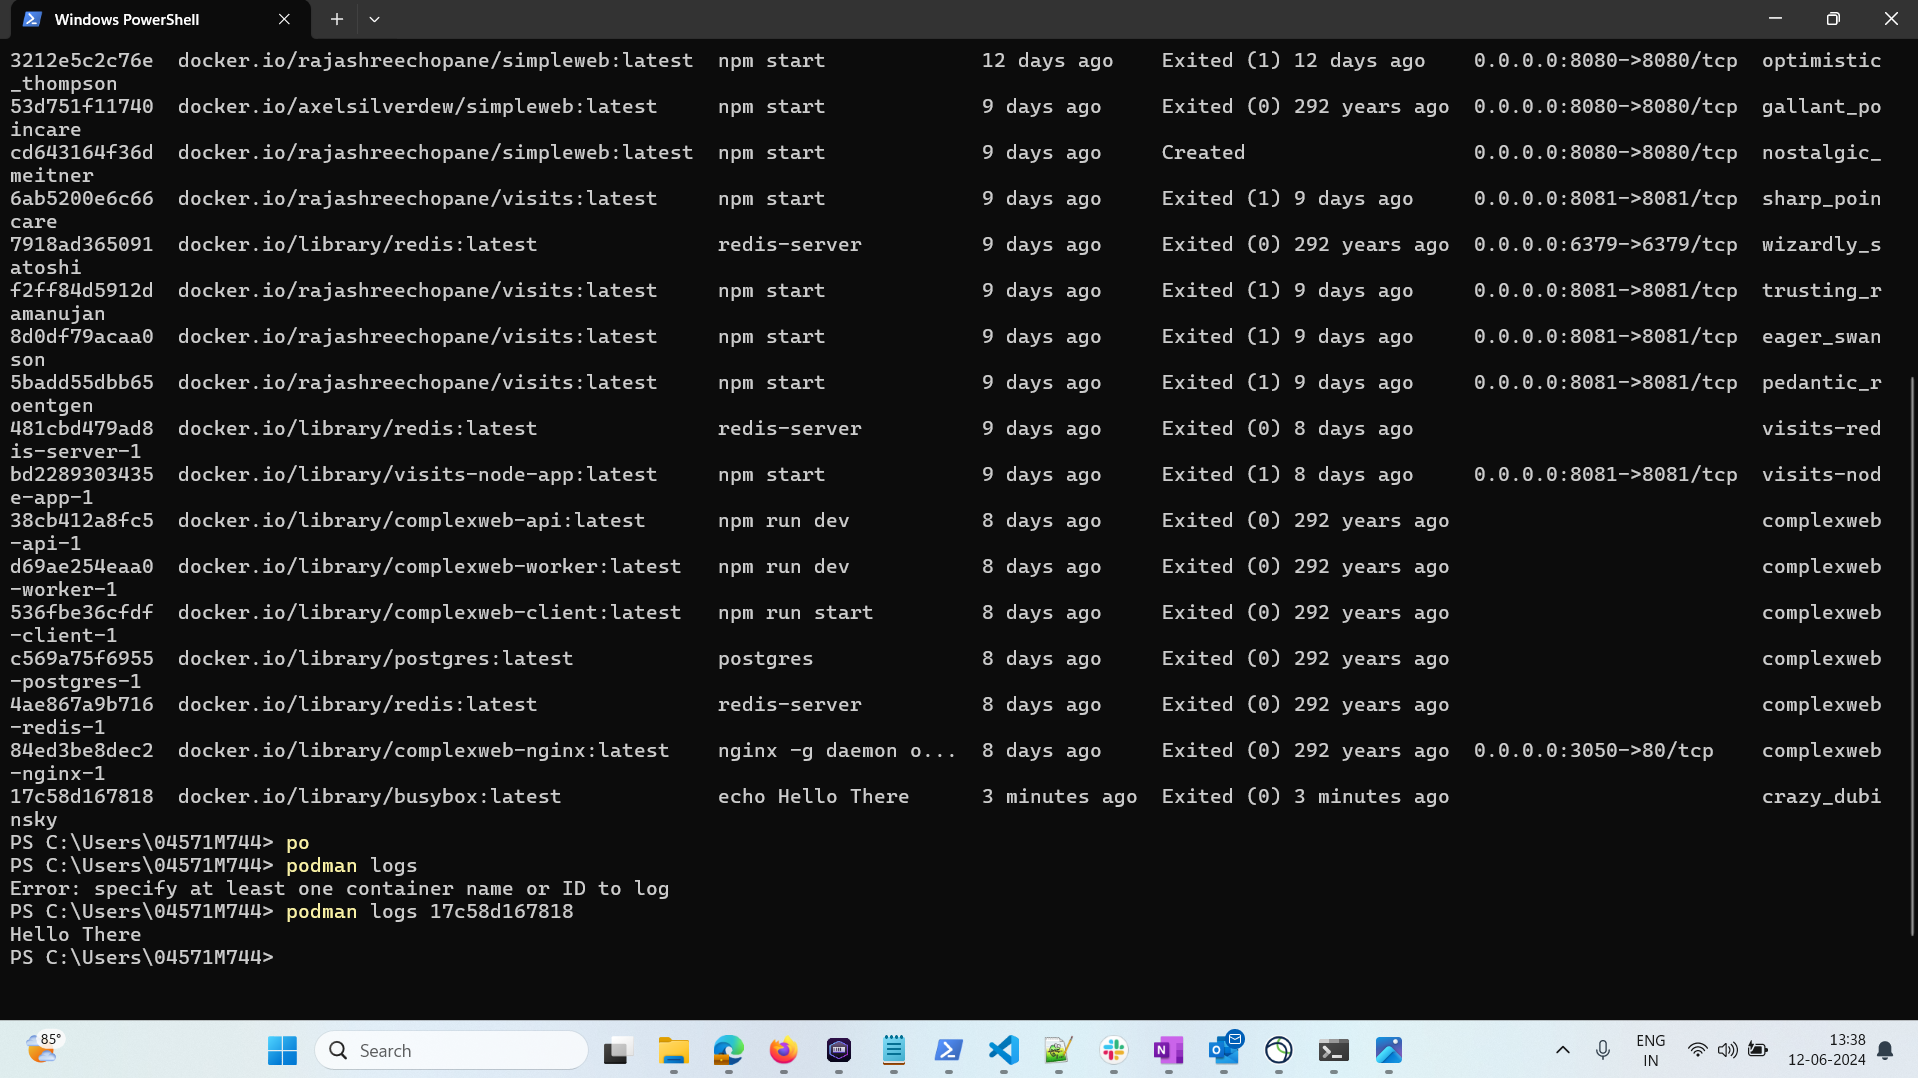 Windows PowerShell
3212e5c2c76e  docker.io/rajashreechopane/simpleweb:latest  npm start             12 days ago    Exited (1) 12 days ago    0.0.0.0:8080->8080/tcp  optimistic
_thompson
53d751f11740  docker.io/axelsilverdew/simpleweb:latest     npm start             9 days ago     Exited (0) 292 years ago  0.0.0.0:8080->8080/tcp  gallant_po
incare
cd643164f36d  docker.io/rajashreechopane/simpleweb:latest  npm start             9 days ago     Created                   0.0.0.0:8080->8080/tcp  nostalgic_
meitner
6ab5200e6c66  docker.io/rajashreechopane/visits:latest     npm start             9 days ago     Exited (1) 9 days ago     0.0.0.0:8081->8081/tcp  sharp_poin
care
7918ad365091  docker.io/library/redis:latest               redis-server          9 days ago     Exited (0) 292 years ago  0.0.0.0:6379->6379/tcp  wizardly_s
atoshi
f2ff84d5912d  docker.io/rajashreechopane/visits:latest     npm start             9 days ago     Exited (1) 9 days ago     0.0.0.0:8081->8081/tcp  trusting_r
amanujan
8d0df79acaa0  docker.io/rajashreechopane/visits:latest     npm start             9 days ago     Exited (1) 9 days ago     0.0.0.0:8081->8081/tcp  eager_swan
son
5badd55dbb65  docker.io/rajashreechopane/visits:latest     npm start             9 days ago     Exited (1) 9 days ago     0.0.0.0:8081->8081/tcp  pedantic_r
oentgen
481cbd479ad8  docker.io/library/redis:latest               redis-server          9 days ago     Exited (0) 8 days ago                             visits-red
is-server-1
bd2289303435  docker.io/library/visits-node-app:latest     npm start             9 days ago     Exited (1) 8 days ago     0.0.0.0:8081->8081/tcp  visits-nod
e-app-1
38cb412a8fc5  docker.io/library/complexweb-api:latest      npm run dev           8 days ago     Exited (0) 292 years ago                          complexweb
-api-1
d69ae254eaa0  docker.io/library/complexweb-worker:latest   npm run dev           8 days ago     Exited (0) 292 years ago                          complexweb
-worker-1
536fbe36cfdf  docker.io/library/complexweb-client:latest   npm run start         8 days ago     Exited (0) 292 years ago                          complexweb
-client-1
c569a75f6955  docker.io/library/postgres:latest            postgres              8 days ago     Exited (0) 292 years ago                          complexweb
-postgres-1
4ae867a9b716  docker.io/library/redis:latest               redis-server          8 days ago     Exited (0) 292 years ago                          complexweb
-redis-1
84ed3be8dec2  docker.io/library/complexweb-nginx:latest    nginx -g daemon o...  8 days ago     Exited (0) 292 years ago  0.0.0.0:3050->80/tcp    complexweb
-nginx-1
17c58d167818  docker.io/library/busybox:latest             echo Hello There      3 minutes ago  Exited (0) 3 minutes ago                          crazy_dubi
nsky
PS C:\Users\04571M744> po
PS C:\Users\04571M744> podman logs
Error: specify at least one container name or ID to log
PS C:\Users\04571M744> podman logs 17c58d167818
Hello There
PS C:\Users\04571M744>
85°
Search
ENG
IN
13:38
12-06-2024